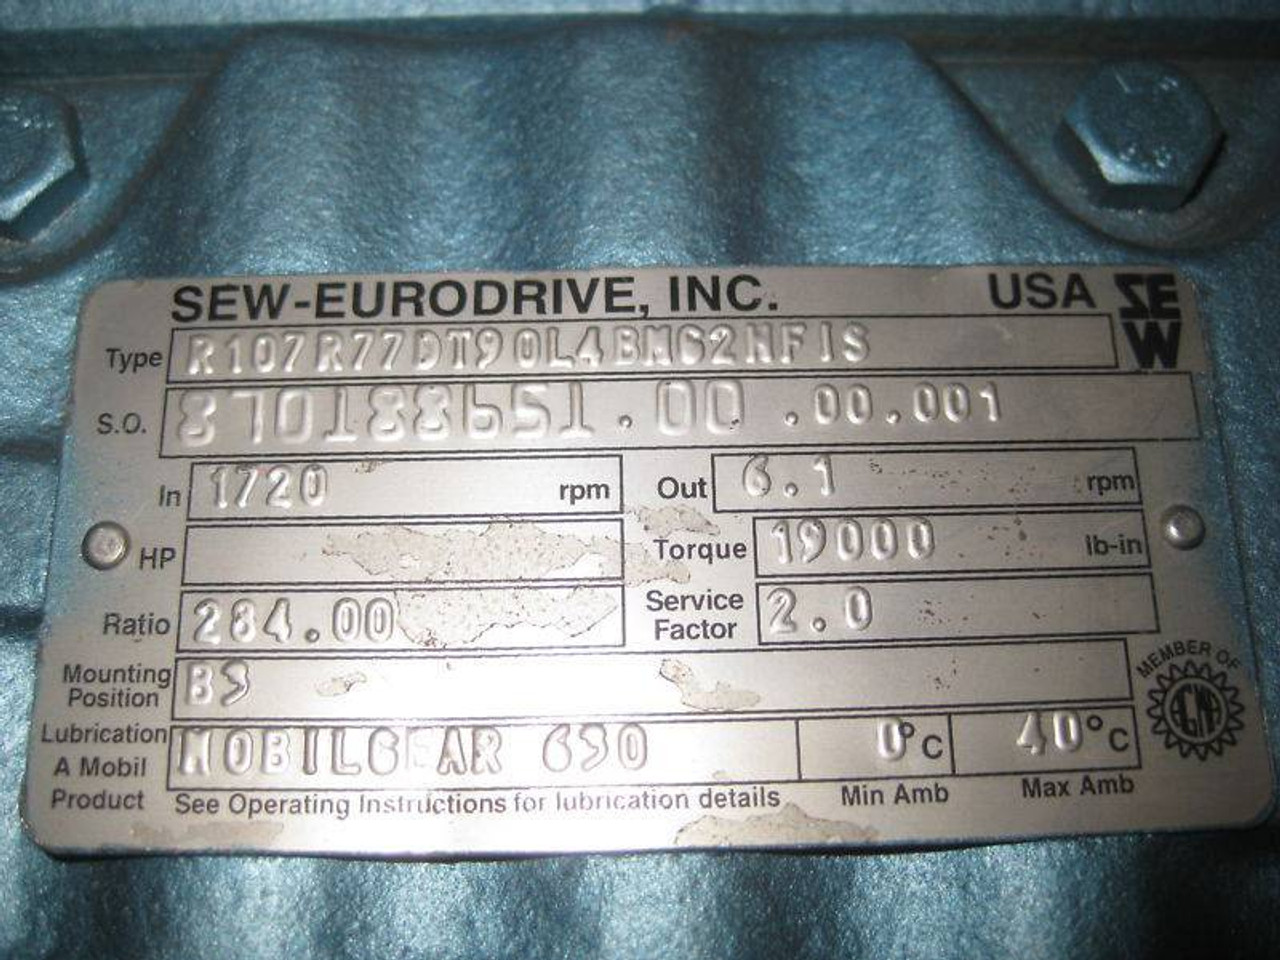 SEW-EURODRIVE, INC. USA SEW
Type R107R77DT90L4BMG2HFIS
S.O. 870188651.00.00.001
In 1720 rpm Out 6.1 rpm
HP Torque 19000 lb-in
Ratio 284.00 Service Factor 2.0
Mounting Position B3
Lubrication MOBILGEAR 630 0°C 40°C
A Mobil Product See Operating Instructions for lubrication details Min Amb Max Amb
MEMBER OF AGMA